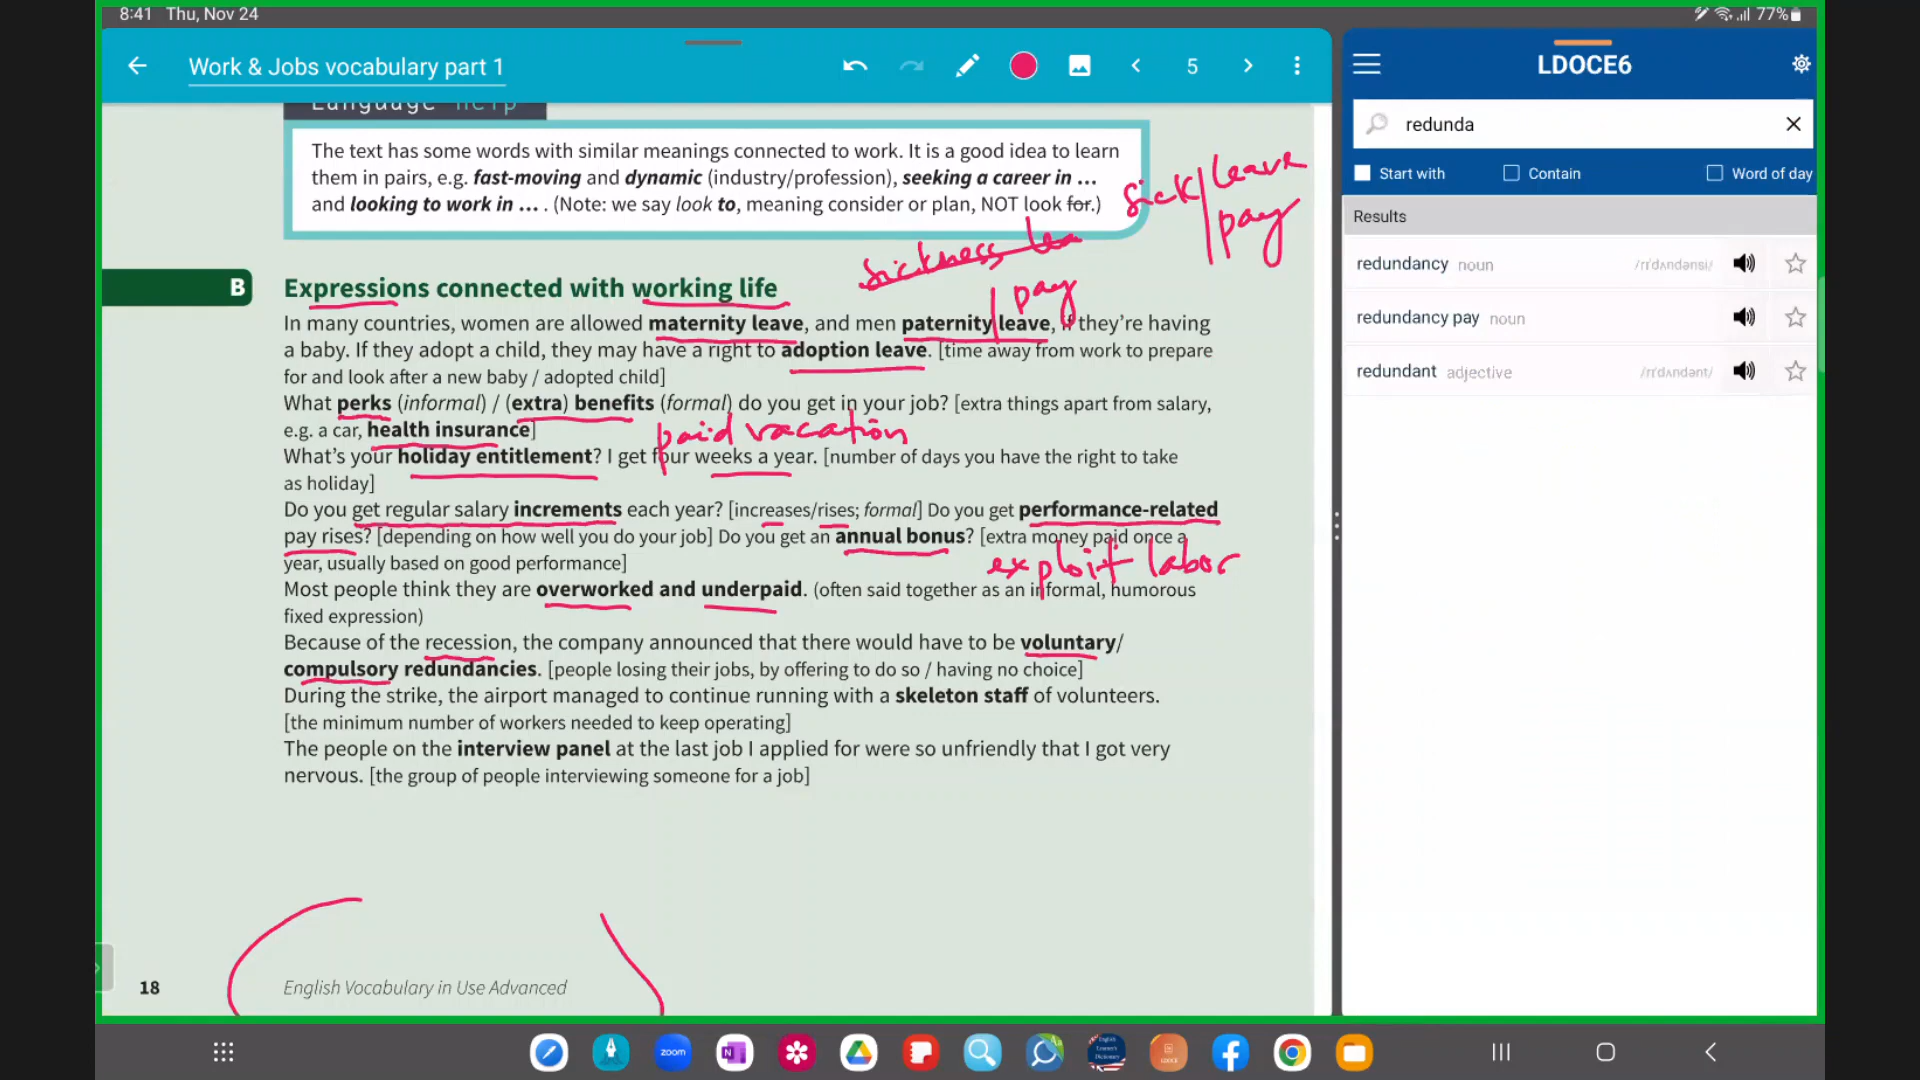 8:41 Thu, Nov 24
77%
Work & Jobs vocabulary part 1
5
Language help
The text has some words with similar meanings connected to work. It is a good idea to learn
them in pairs, e.g. fast-moving and dynamic (industry/profession), seeking a career in ...
and looking to work in ... . (Note: we say look to, meaning consider or plan, NOT look for.)
sick/leave
pay
sickness lea
pay
B
Expressions connected with working life
In many countries, women are allowed maternity leave, and men paternity leave, if they're having
a baby. If they adopt a child, they may have a right to adoption leave. [time away from work to prepare
for and look after a new baby / adopted child]
What perks (informal) / (extra) benefits (formal) do you get in your job? [extra things apart from salary,
e.g. a car, health insurance]
paid vacation
What's your holiday entitlement? I get four weeks a year. [number of days you have the right to take
as holiday]
Do you get regular salary increments each year? [increases/rises; formal] Do you get performance-related
pay rises? [depending on how well you do your job] Do you get an annual bonus? [extra money paid once a
year, usually based on good performance]
exploit labor
Most people think they are overworked and underpaid. (often said together as an informal, humorous
fixed expression)
Because of the recession, the company announced that there would have to be voluntary/
compulsory redundancies. [people losing their jobs, by offering to do so / having no choice]
During the strike, the airport managed to continue running with a skeleton staff of volunteers.
[the minimum number of workers needed to keep operating]
The people on the interview panel at the last job I applied for were so unfriendly that I got very
nervous. [the group of people interviewing someone for a job]
18
English Vocabulary in Use Advanced
LDOCE6
redunda
Start with
Contain
Word of day
Results
redundancy noun /rɪˈdʌndənsi/
redundancy pay noun
redundant adjective /rɪˈdʌndənt/
zoom